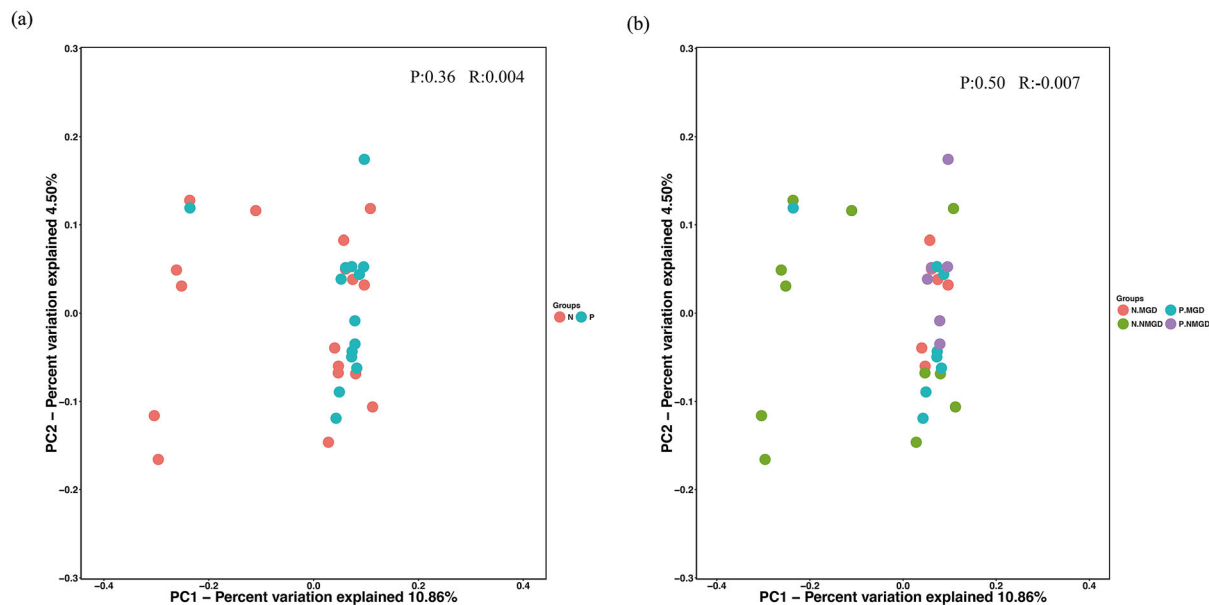 (a)
P:0.36 R:0.004
0.3
0.2
0.1
0.0
−0.1
−0.2
−0.3
PC2 − Percent variation explained 4.50%
−0.4
−0.2
0.0
0.2
0.4
PC1 − Percent variation explained 10.86%
Groups
N P
(b)
P:0.50 R:-0.007
0.3
0.2
0.1
0.0
−0.1
−0.2
−0.3
PC2 − Percent variation explained 4.50%
−0.4
−0.2
0.0
0.2
0.4
PC1 − Percent variation explained 10.86%
Groups
N.MGD P.MGD
N.NMGD P.NMGD